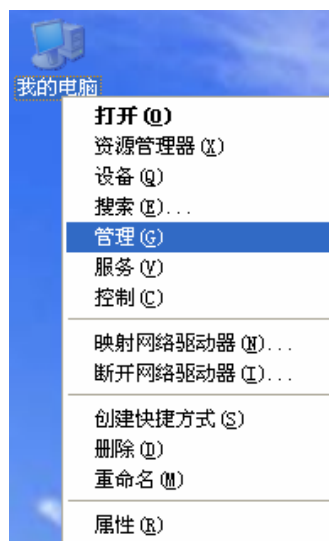 我的电脑
打开(O)
资源管理器(X)
设备(Q)
搜索(E)...
管理(G)
服务(V)
控制(C)
映射网络驱动器(N)...
断开网络驱动器(I)...
创建快捷方式(S)
删除(D)
重命名(M)
属性(R)